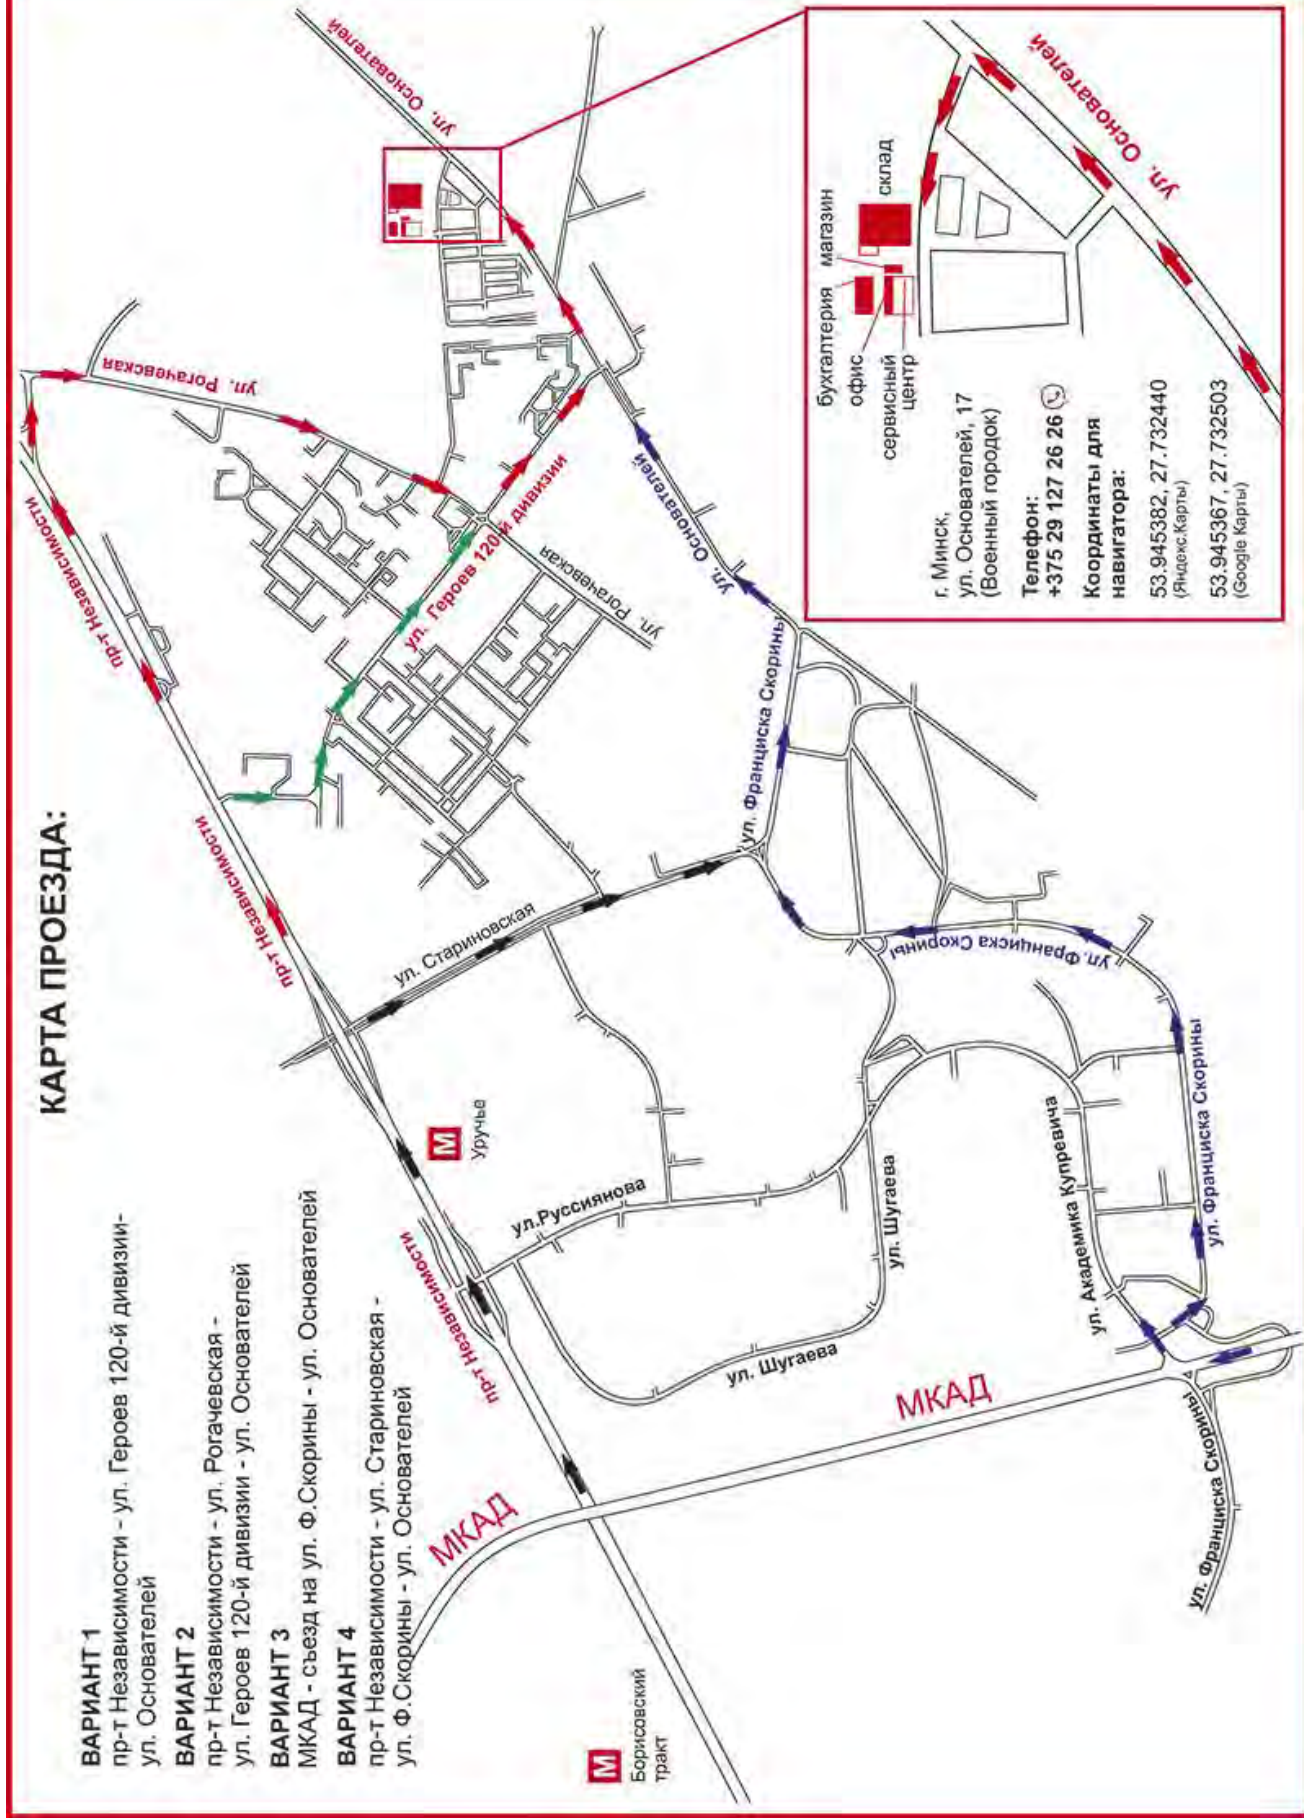 КАРТА ПРОЕЗДА:
ВАРИАНТ 1
пр-т Независимости - ул. Героев 120-й дивизии-
ул. Основателей
ВАРИАНТ 2
пр-т Независимости - ул. Рогачевская -
ул. Героев 120-й дивизии - ул. Основателей
ВАРИАНТ 3
МКАД - съезд на ул. Ф.Скорины - ул. Основателей
ВАРИАНТ 4
пр-т Независимости - ул. Стариновская -
ул. Ф.Скорины - ул. Основателей
М
Борисовский
тракт
МКАД
МКАД
пр-т Независимости
М
Уручье
пр-т Независимости
пр-т Независимости
пр-т Независимости
ул. Рогачевская
ул. Основателей
ул. Героев 120-й дивизии
ул. Рогачевская
ул. Стариновская
ул.Руссиянова
ул. Шугаева
ул. Шугаева
ул. Академика Купревича
ул. Франциска Скорины
ул. Франциска Скорины
ул.Франциска Скорины
ул. Франциска Скорины
ул. Основателей
бухгалтерия
магазин
офис
склад
сервисный
центр
ул. Основателей
г. Минск,
ул. Основателей, 17
(Военный городок)
Телефон:
+375 29 127 26 26
Координаты для
навигатора:
53.945382, 27.732440
(Яндекс.Карты)
53.945367, 27.732503
(Google Карты)